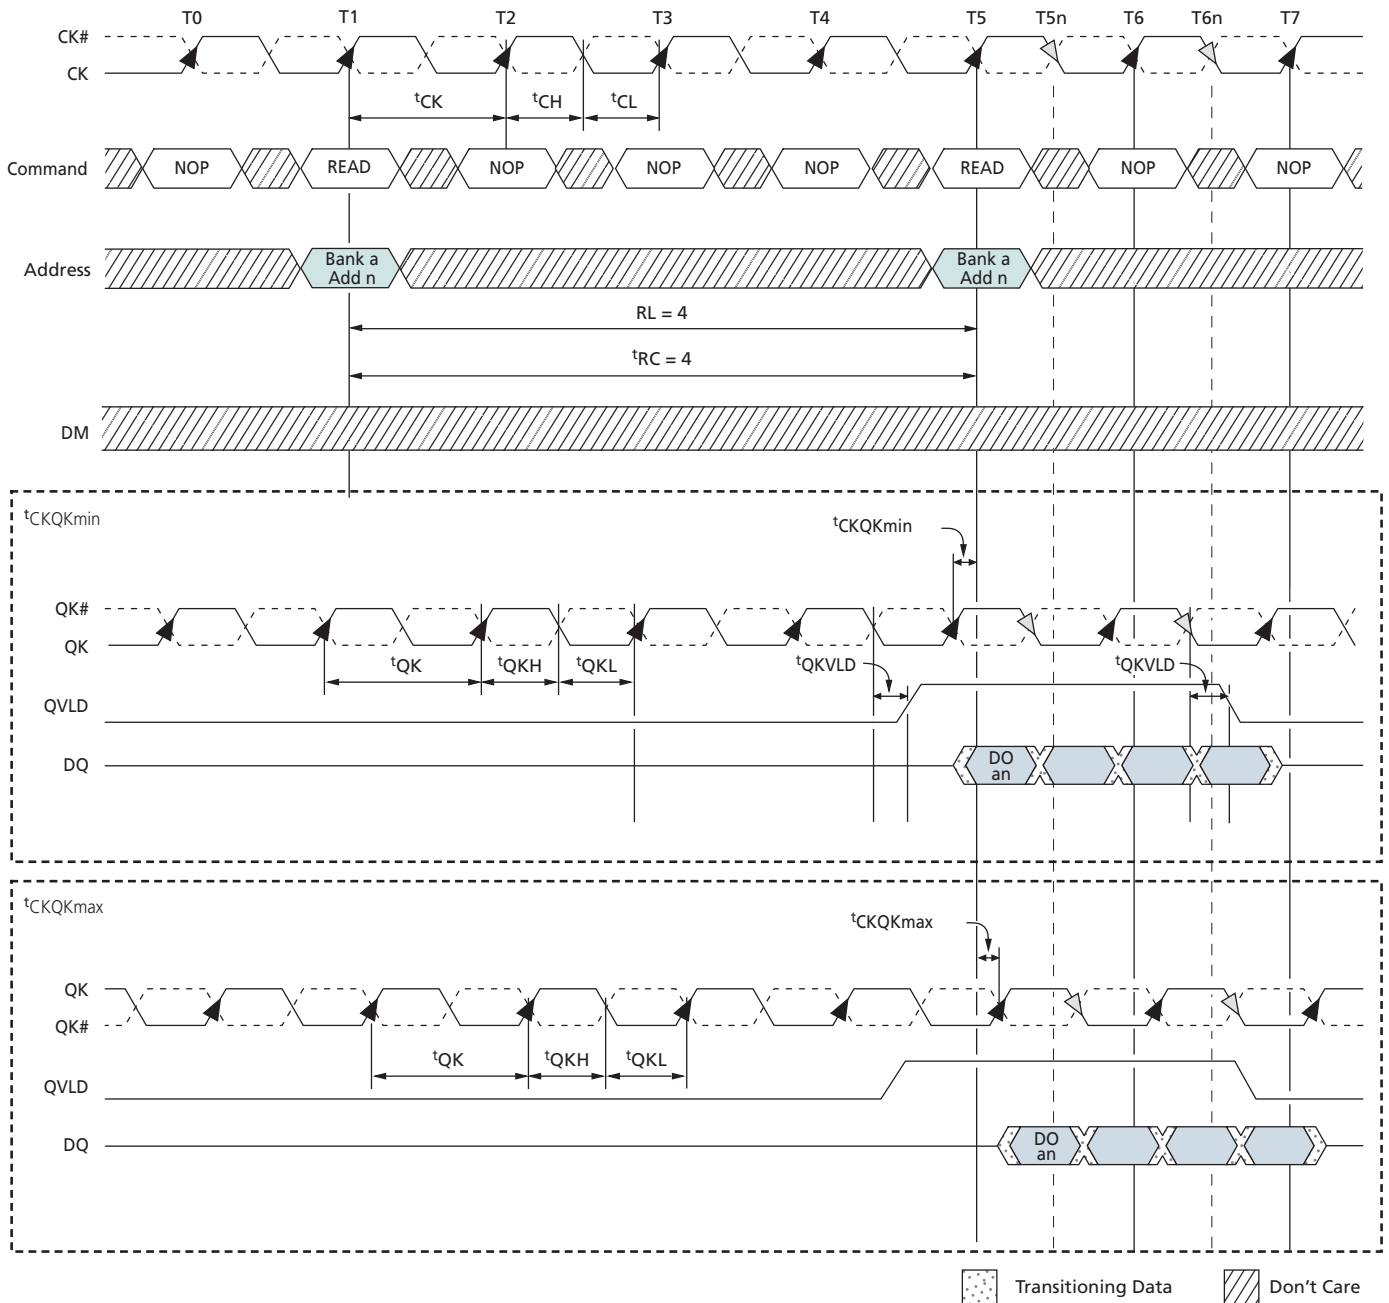 T0 T1 T2 T3 T4 T5 T5n T6 T6n T7
CK#
CK
tCK tCH tCL
Command NOP READ NOP NOP NOP READ NOP NOP
Address Bank a Bank a
Add n Add n
RL = 4
tRC = 4
DM
tCKQKmin
tCKQKmin
QK#
QK
tQK tQKH tQKL tQKVLD tQKVLD
QVLD
DQ DO
an
tCKQKmax
tCKQKmax
QK
QK#
tQK tQKH tQKL
QVLD
DQ DO
an
Transitioning Data Don't Care